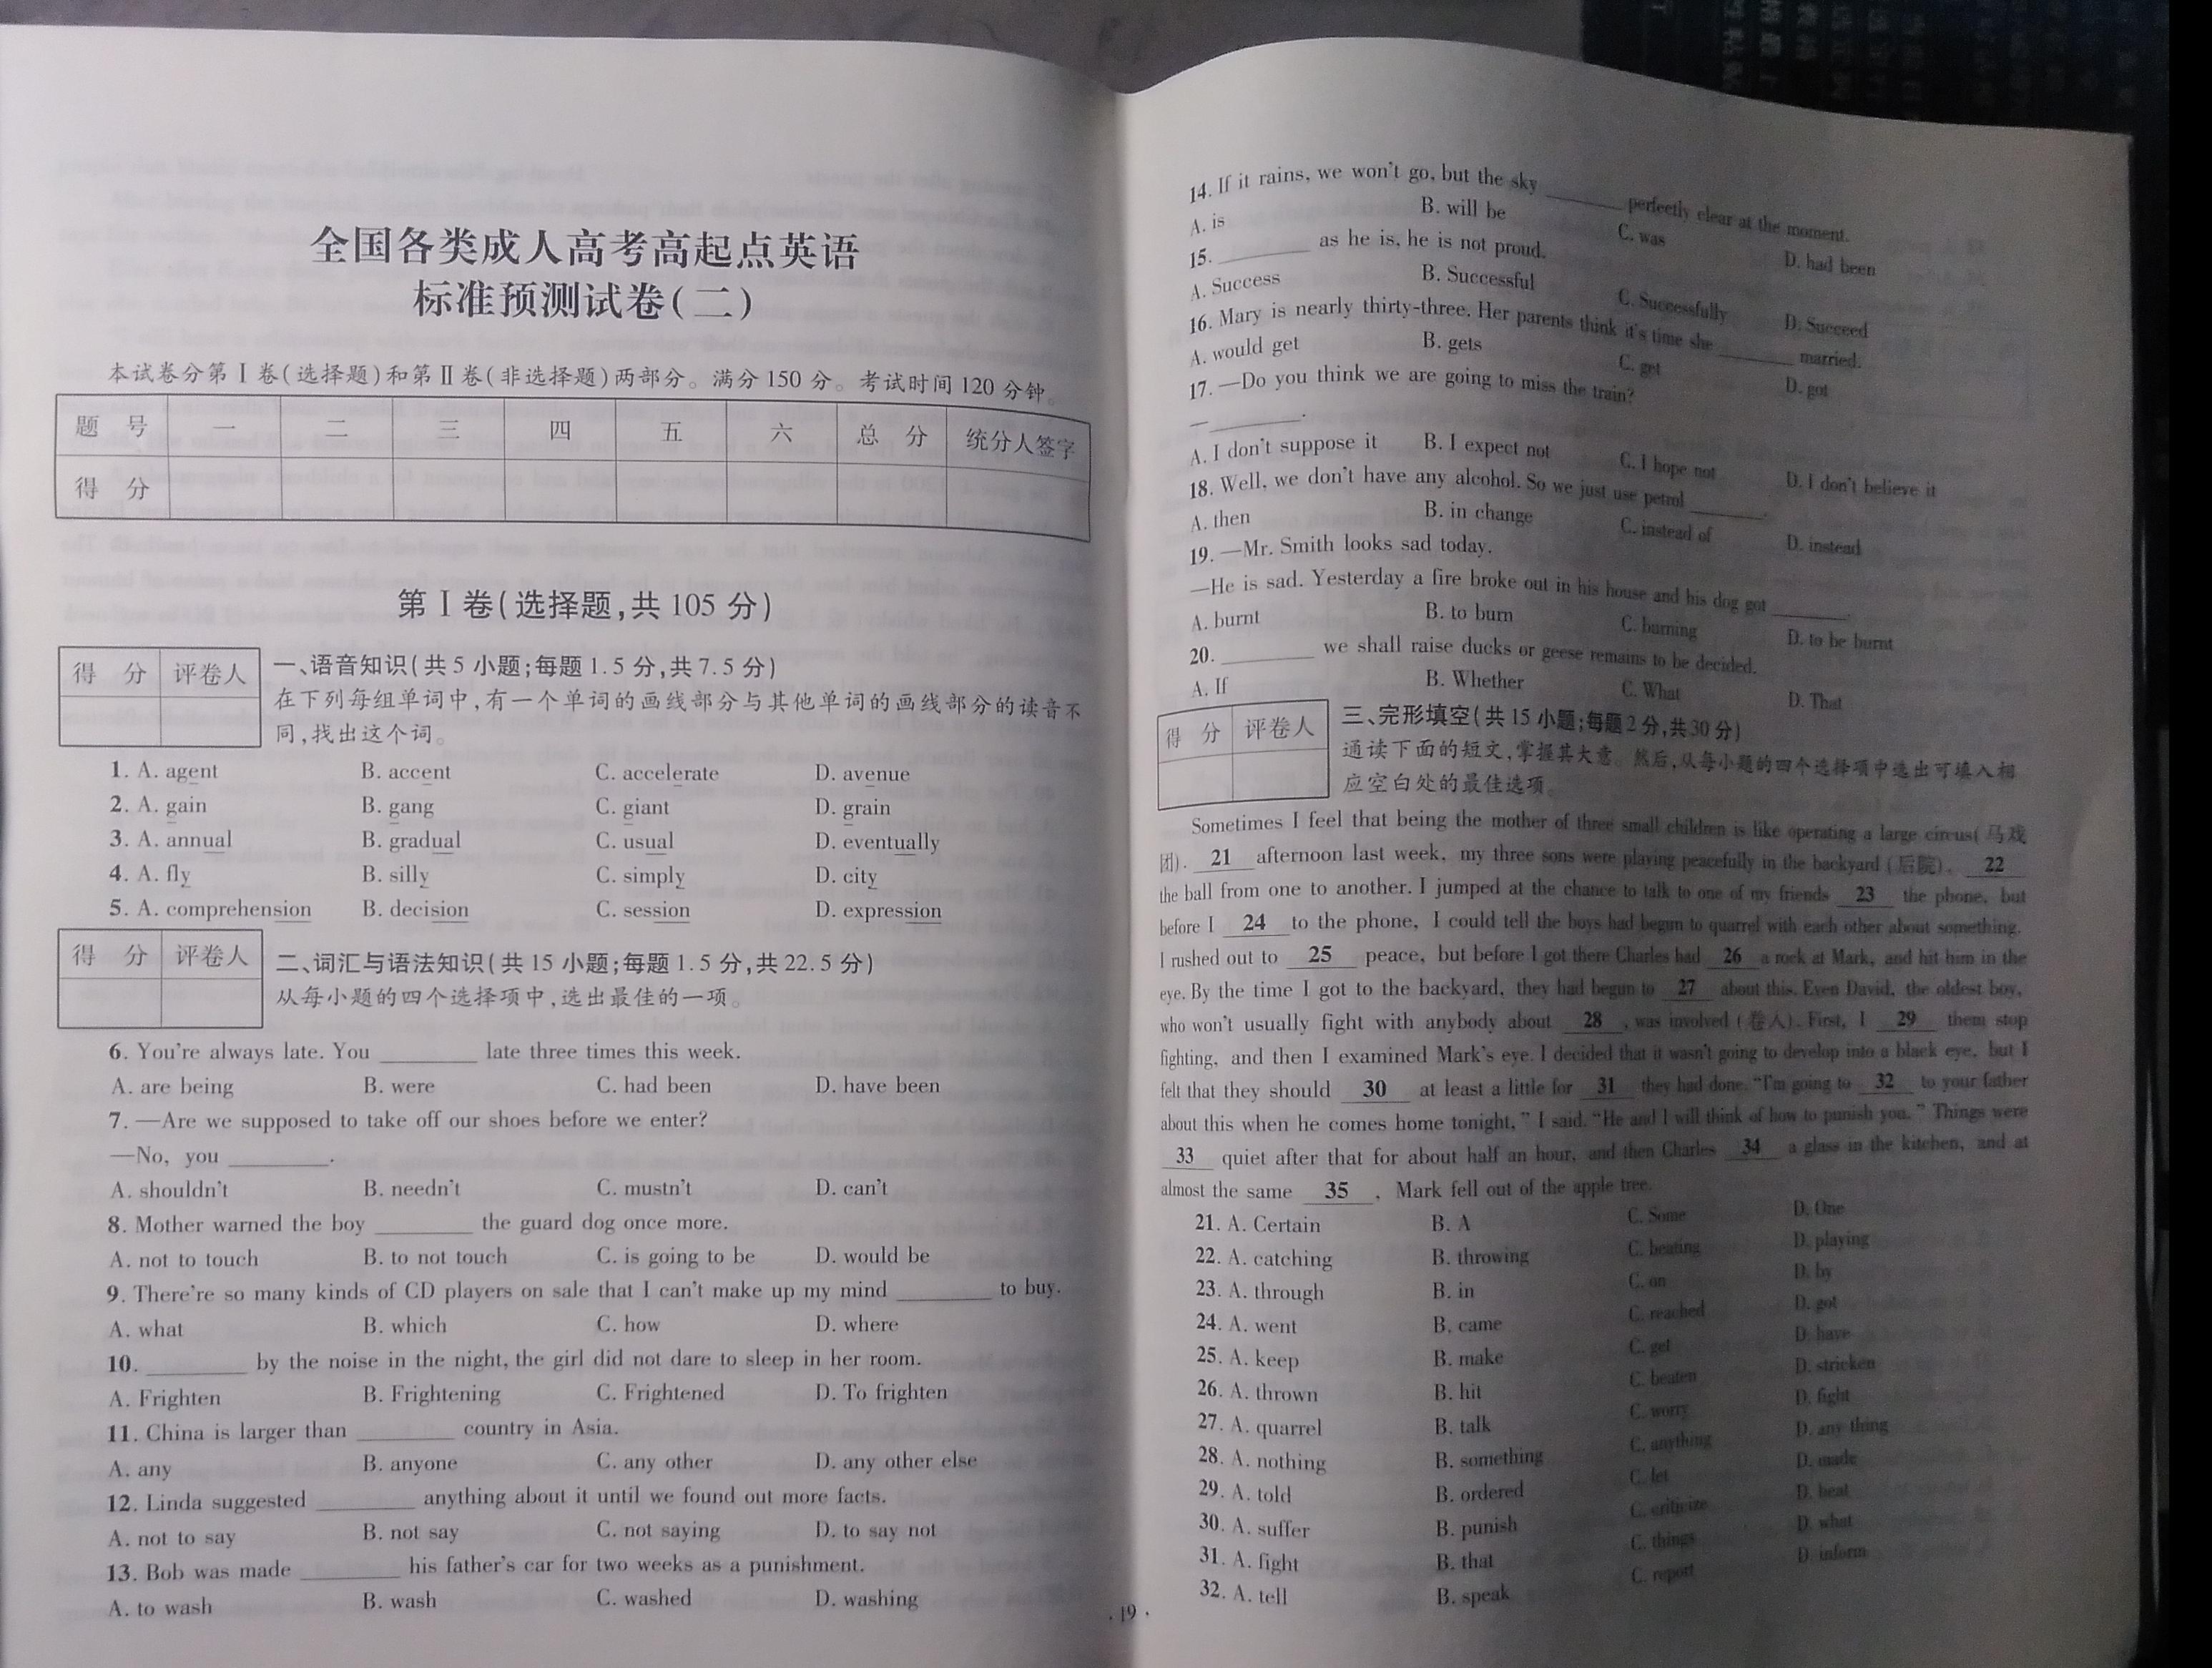 全国各类成人高考高起点英语
标准预测试卷(二)
本试卷分第Ⅰ卷(选择题)和第Ⅱ卷(非选择题)两部分。满分150分。考试时间120分钟。
题 号 一 二 三 四 五 六 总 分 统分人签字
得 分
第Ⅰ卷(选择题,共105分)
得 分 评卷人
一、语音知识(共5小题;每题1.5分,共7.5分)
在下列每组单词中,有一个单词的画线部分与其他单词的画线部分的读音不
同,找出这个词。
1. A. agent B. accent C. accelerate D. avenue
2. A. gain B. gang C. giant D. grain
3. A. annual B. gradual C. usual D. eventually
4. A. fly B. silly C. simply D. city
5. A. comprehension B. decision C. session D. expression
得 分 评卷人
二、词汇与语法知识(共15小题;每题1.5分,共22.5分)
从每小题的四个选择项中,选出最佳的一项。
6. You're always late. You ________ late three times this week.
A. are being B. were C. had been D. have been
7. —Are we supposed to take off our shoes before we enter?
—No, you ________.
A. shouldn't B. needn't C. mustn't D. can't
8. Mother warned the boy ________ the guard dog once more.
A. not to touch B. to not touch C. is going to be D. would be
9. There're so many kinds of CD players on sale that I can't make up my mind ________ to buy.
A. what B. which C. how D. where
10. ________ by the noise in the night, the girl did not dare to sleep in her room.
A. Frighten B. Frightening C. Frightened D. To frighten
11. China is larger than ________ country in Asia.
A. any B. anyone C. any other D. any other else
12. Linda suggested ________ anything about it until we found out more facts.
A. not to say B. not say C. not saying D. to say not
13. Bob was made ________ his father's car for two weeks as a punishment.
A. to wash B. wash C. washed D. washing
· 19 ·
14. If it rains, we won't go, but the sky ________ perfectly clear at the moment.
A. is B. will be C. was D. had been
15. ________ as he is, he is not proud.
A. Success B. Successful C. Successfully D. Succeed
16. Mary is nearly thirty-three. Her parents think it's time she ________ married.
A. would get B. gets C. get D. got
17. —Do you think we are going to miss the train?
— ________.
A. I don't suppose it B. I expect not C. I hope not D. I don't believe it
18. Well, we don't have any alcohol. So we just use petrol ________.
A. then B. in change C. instead of D. instead
19. —Mr. Smith looks sad today.
—He is sad. Yesterday a fire broke out in his house and his dog got ________.
A. burnt B. to burn C. burning D. to be burnt
20. ________ we shall raise ducks or geese remains to be decided.
A. If B. Whether C. What D. That
得 分 评卷人
三、完形填空(共15小题;每题2分,共30分)
通读下面的短文,掌握其大意。然后,从每小题的四个选择项中选出可填入相
应空白处的最佳选项。
Sometimes I feel that being the mother of three small children is like operating a large circus(马戏
团). 21 afternoon last week, my three sons were playing peacefully in the backyard(后院), 22
the ball from one to another. I jumped at the chance to talk to one of my friends 23 the phone, but
before I 24 to the phone, I could tell the boys had begun to quarrel with each other about something.
I rushed out to 25 peace, but before I got there Charles had 26 a rock at Mark, and hit him in the
eye. By the time I got to the backyard, they had begun to 27 about this. Even David, the oldest boy,
who won't usually fight with anybody about 28 , was involved(卷入). First, I 29 them stop
fighting, and then I examined Mark's eye. I decided that it wasn't going to develop into a black eye, but I
felt that they should 30 at least a little for 31 they had done. "I'm going to 32 to your father
about this when he comes home tonight," I said. "He and I will think of how to punish you." Things were
33 quiet after that for about half an hour, and then Charles 34 a glass in the kitchen, and at
almost the same 35 , Mark fell out of the apple tree.
21. A. Certain B. A C. Some D. One
22. A. catching B. throwing C. beating D. playing
23. A. through B. in C. on D. by
24. A. went B. came C. reached D. got
25. A. keep B. make C. get D. have
26. A. thrown B. hit C. beaten D. stricken
27. A. quarrel B. talk C. worry D. fight
28. A. nothing B. something C. anything D. any thing
29. A. told B. ordered C. let D. made
30. A. suffer B. punish C. criticize D. beat
31. A. fight B. that C. things D. what
32. A. tell B. speak C. report D. inform